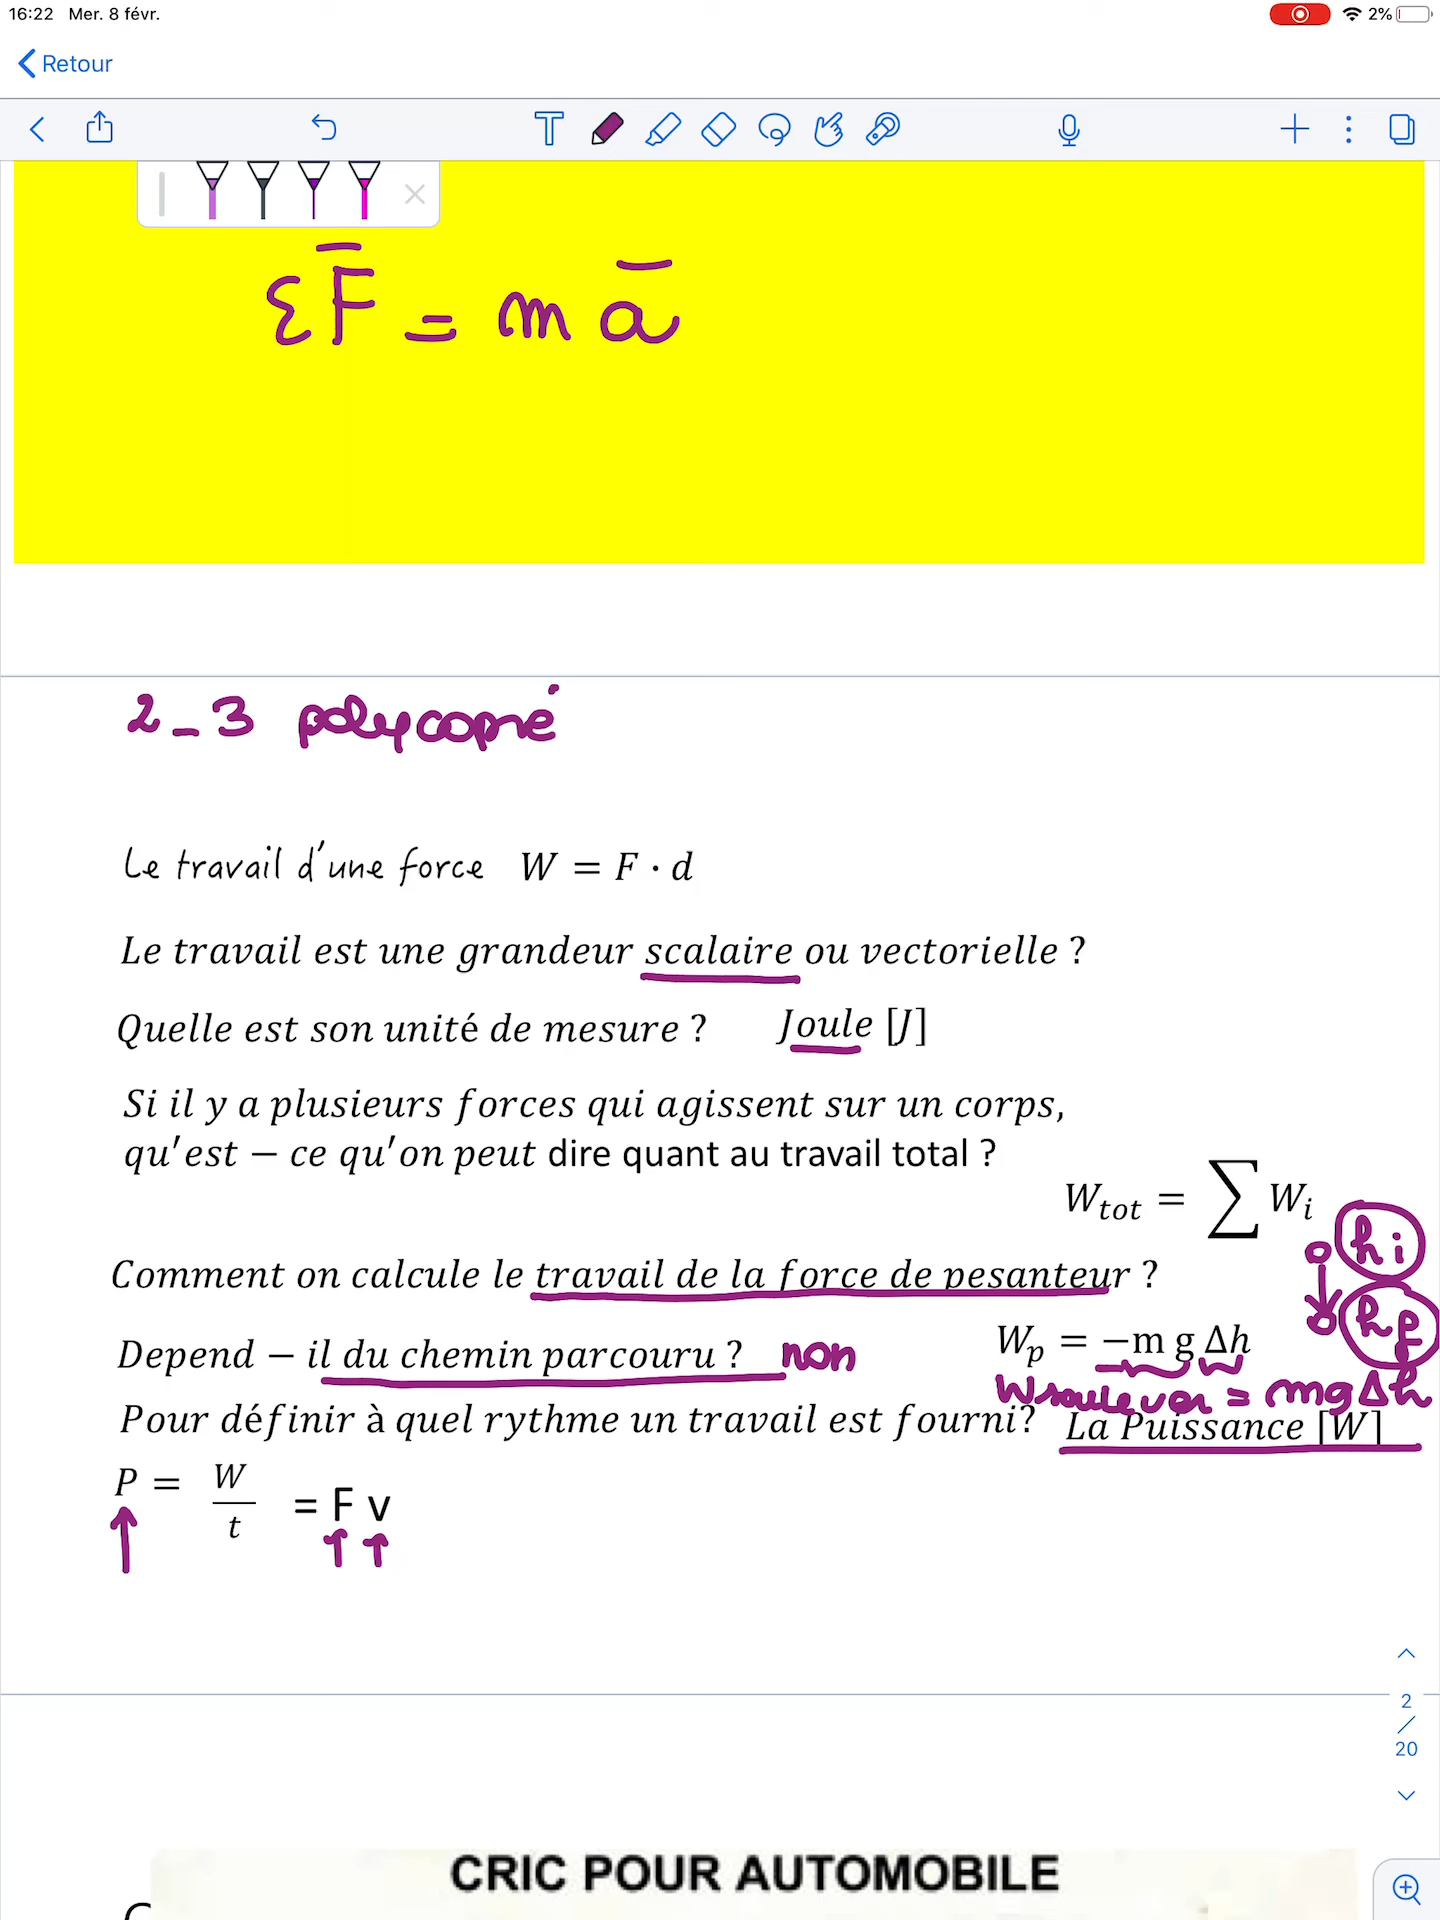 16:22 Mer. 8 févr. 2%
Retour
ΣF̅ = m a̅
2_3 polycopié
Le travail d'une force W = F · d
Le travail est une grandeur scalaire ou vectorielle ?
Quelle est son unité de mesure ? Joule [J]
Si il y a plusieurs forces qui agissent sur un corps,
qu'est − ce qu'on peut dire quant au travail total ?
W_tot = ∑ W_i
hi
Comment on calcule le travail de la force de pesanteur ?
hf
Depend − il du chemin parcouru ? non W_p = −m g Δh
W soulever = mgΔh
Pour définir à quel rythme un travail est fourni? La Puissance [W]
P = W/t = F v
2
/
20
CRIC POUR AUTOMOBILE